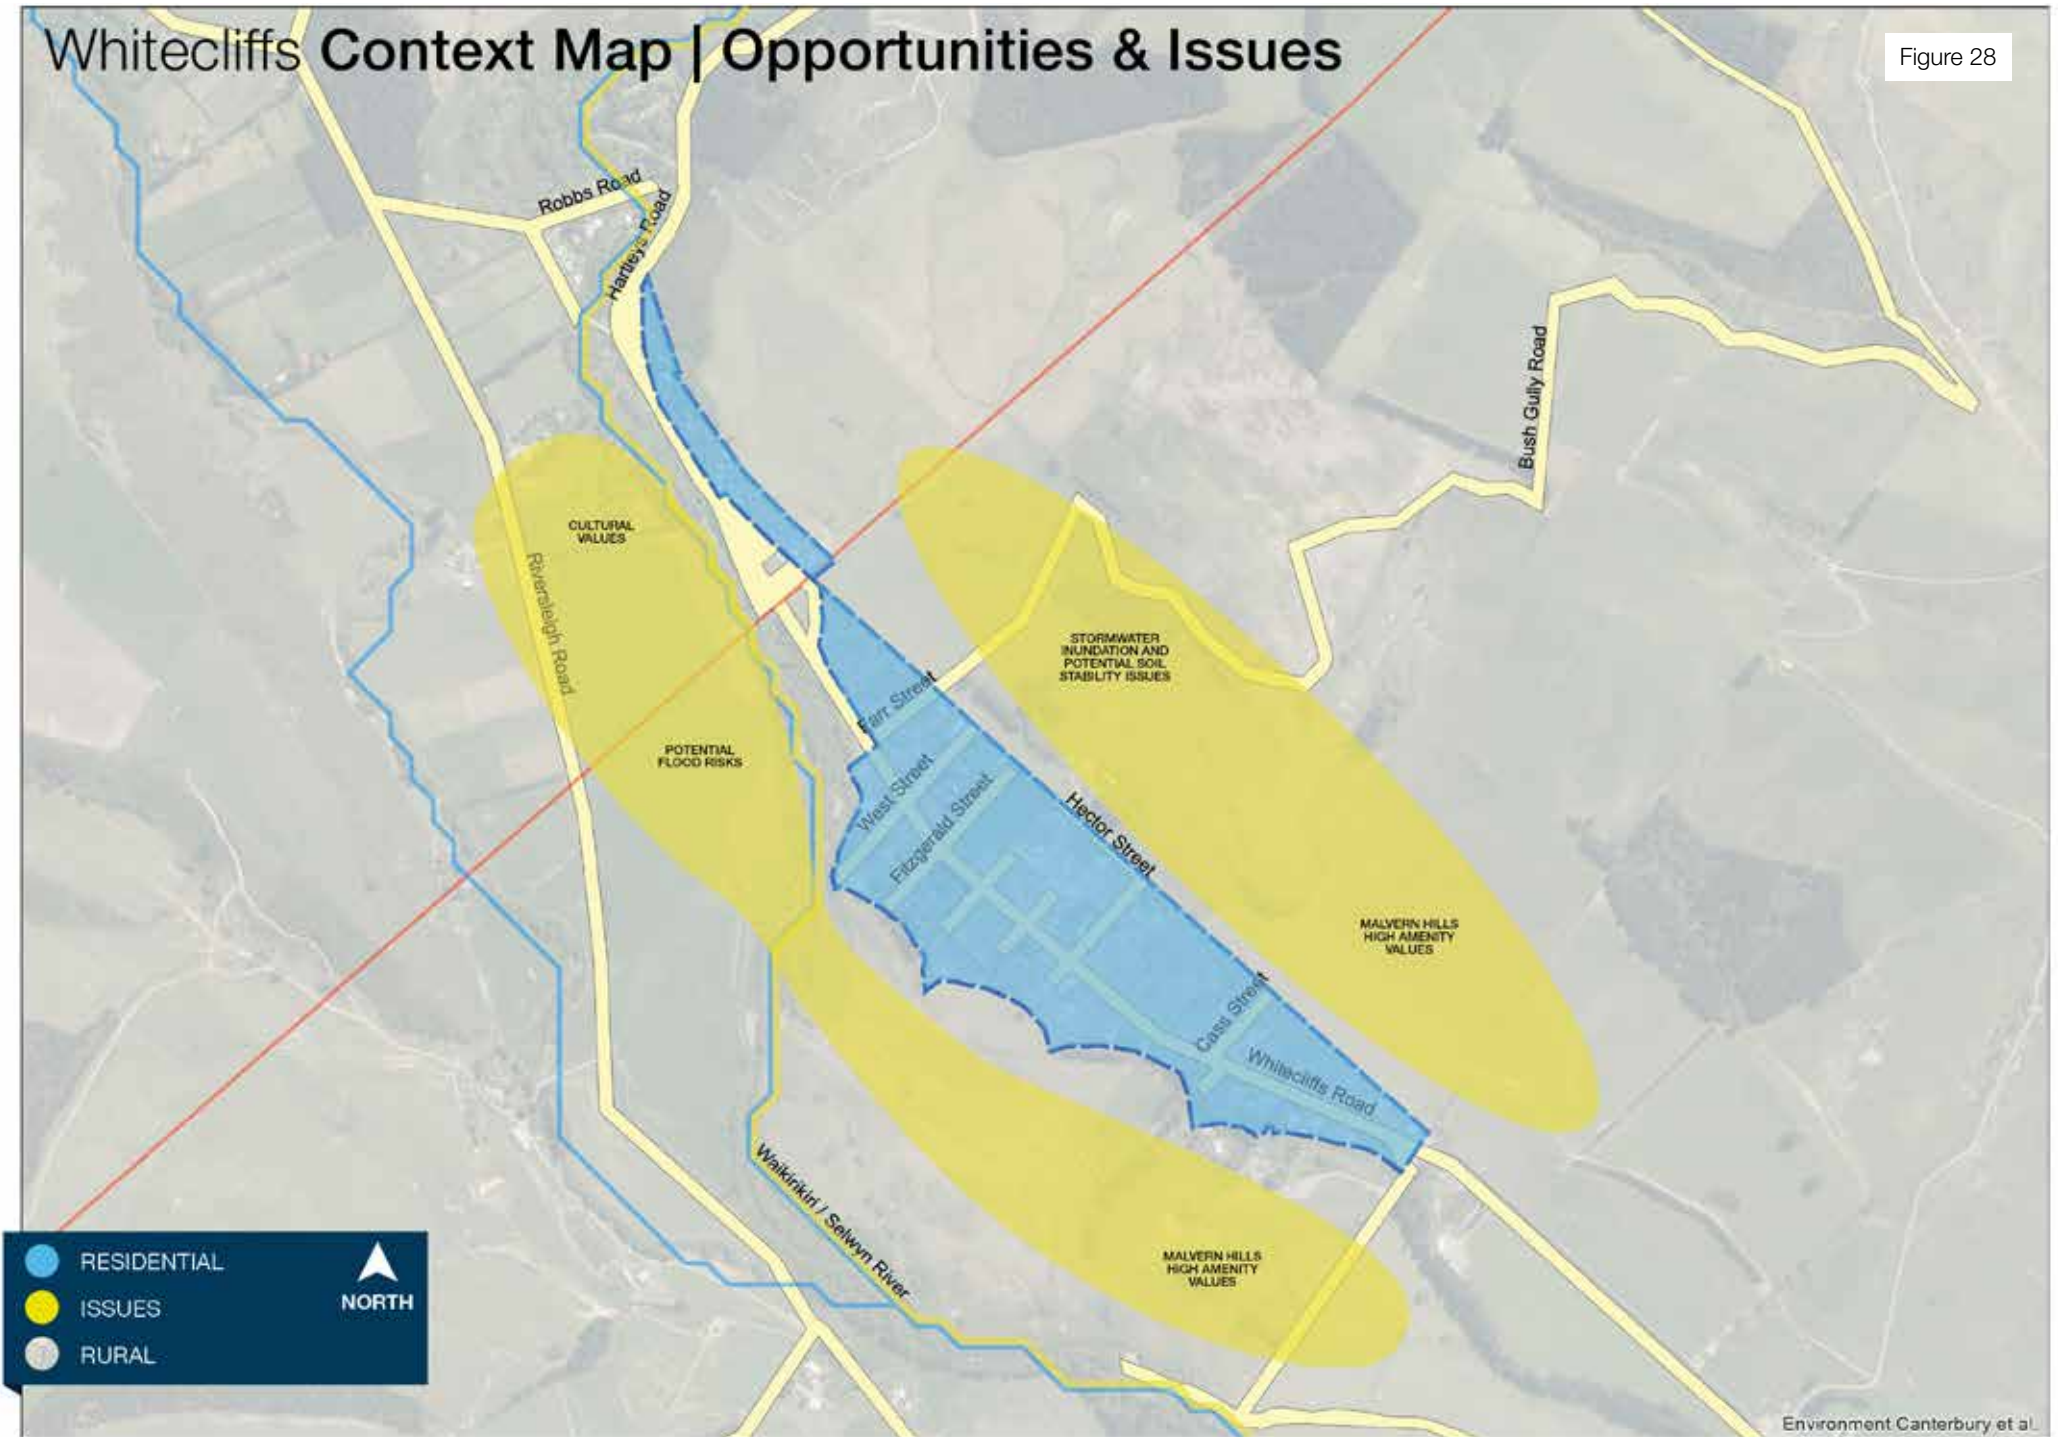 Whitecliffs Context Map | Opportunities & Issues
Figure 28
Robbs Road
Hartleys Road
Bush Gully Road
CULTURAL
VALUES
Riversleigh Road
STORMWATER
INUNDATION AND
POTENTIAL SOIL
STABILITY ISSUES
Farr Street
POTENTIAL
FLOOD RISKS
West Street
Fitzgerald Street
Hector Street
MALVERN HILLS
HIGH AMENITY
VALUES
Cass Street
Whitecliffs Road
Waikirikiri / Selwyn River
MALVERN HILLS
HIGH AMENITY
VALUES
RESIDENTIAL
ISSUES
RURAL
NORTH
Environment Canterbury et al.